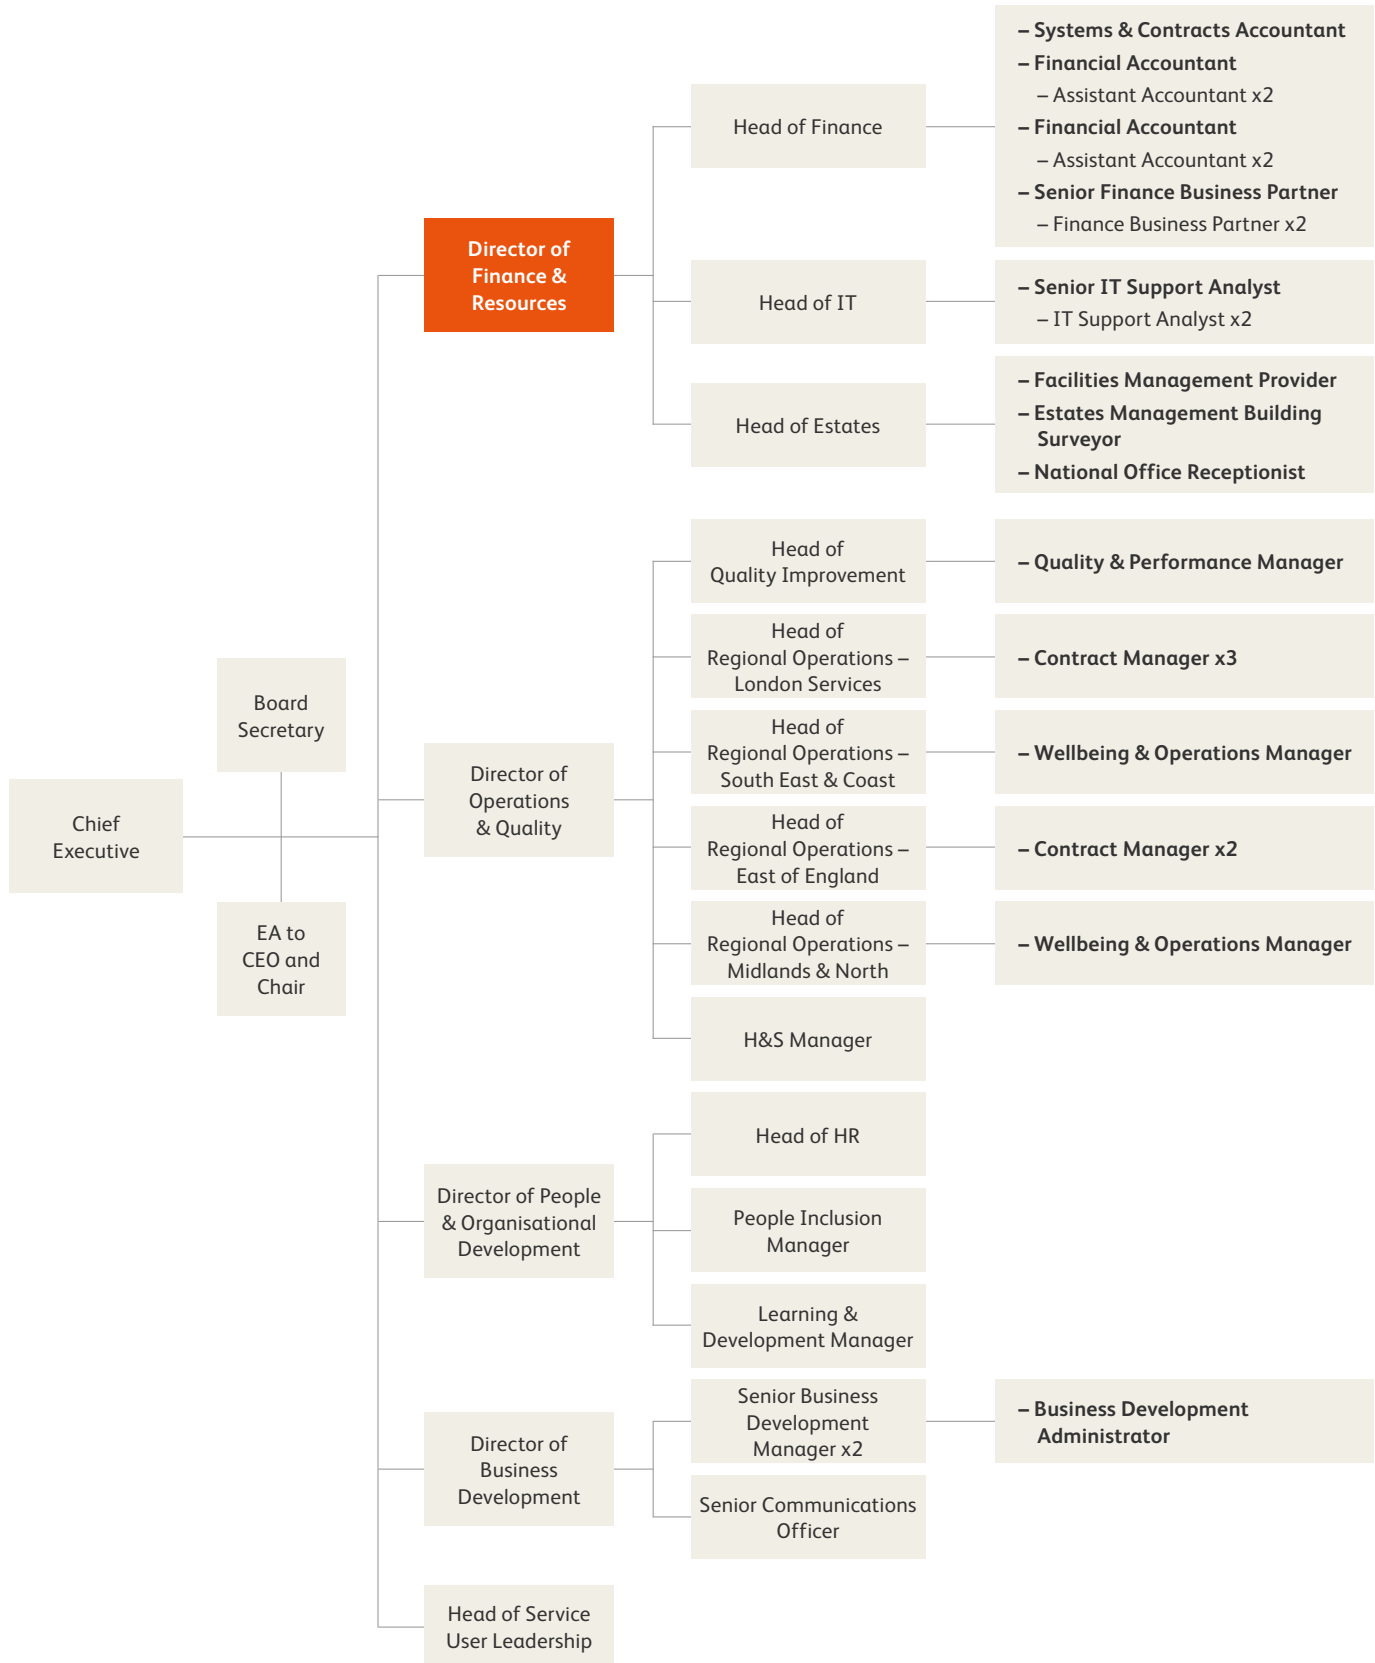 Chief
Executive
Board
Secretary
EA to
CEO and
Chair
Director of
Finance &
Resources
Head of Finance
– Systems & Contracts Accountant
– Financial Accountant
– Assistant Accountant x2
– Financial Accountant
– Assistant Accountant x2
– Senior Finance Business Partner
– Finance Business Partner x2
Head of IT
– Senior IT Support Analyst
– IT Support Analyst x2
Head of Estates
– Facilities Management Provider
– Estates Management Building
Surveyor
– National Office Receptionist
Director of
Operations
& Quality
Head of
Quality Improvement
– Quality & Performance Manager
Head of
Regional Operations –
London Services
– Contract Manager x3
Head of
Regional Operations –
South East & Coast
– Wellbeing & Operations Manager
Head of
Regional Operations –
East of England
– Contract Manager x2
Head of
Regional Operations –
Midlands & North
– Wellbeing & Operations Manager
H&S Manager
Director of People
& Organisational
Development
Head of HR
People Inclusion
Manager
Learning &
Development Manager
Director of
Business
Development
Senior Business
Development
Manager x2
– Business Development
Administrator
Senior Communications
Officer
Head of Service
User Leadership